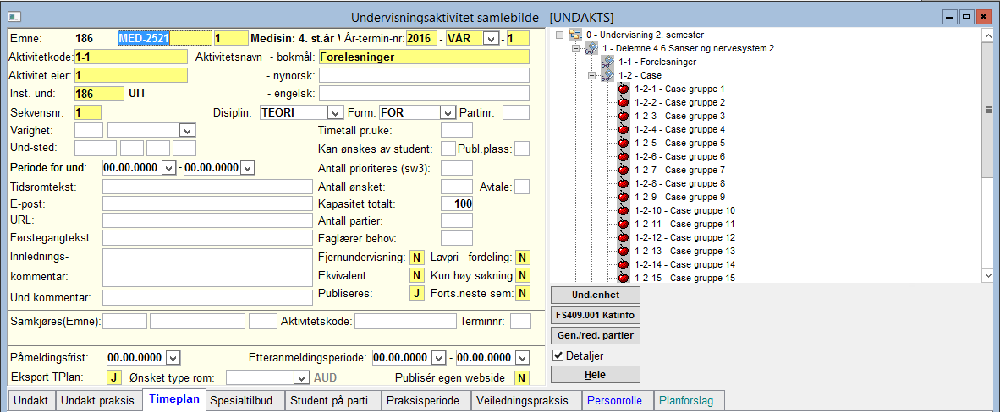 Undervisningsaktivitet samlebilde [UNDAKTS]
Emne: 186 MED-2521 1 Medisin: 4. st.år \ År-termin-nr: 2016 - VÅR - 1
Aktivitetkode: 1-1 Aktivitetsnavn - bokmål: Forelesninger
Aktivitet eier: 1 - nynorsk:
Inst. und: 186 UIT - engelsk:
Sekvensnr: 1 Disiplin: TEORI Form: FOR Partinr:
Varighet: Timetall pr.uke:
Und-sted: Kan ønskes av student: Publ.plass:
Periode for und: 00.00.0000 - 00.00.0000 Antall prioriteres (sw3):
Tidsromtekst: Antall ønsket: Avtale:
E-post: Kapasitet totalt: 100
URL: Antall partier:
Førstegangtekst: Faglærer behov:
Innlednings- Fjernundervisning: N Lavpri - fordeling: N
kommentar: Ekvivalent: N Kun høy søkning: N
Und kommentar: Publiseres: J Forts.neste sem: N
Samkjøres(Emne): Aktivitetskode: Terminnr:
Påmeldingsfrist: 00.00.0000 Etteranmeldingsperiode: 00.00.0000 - 00.00.0000
Eksport TPlan: J Ønsket type rom: AUD Publisér egen webside N
0 - Undervisning 2. semester
1 - Delemne 4.6 Sanser og nervesystem 2
1-1 - Forelesninger
1-2 - Case
1-2-1 - Case gruppe 1
1-2-2 - Case gruppe 2
1-2-3 - Case gruppe 3
1-2-4 - Case gruppe 4
1-2-5 - Case gruppe 5
1-2-6 - Case gruppe 6
1-2-7 - Case gruppe 7
1-2-8 - Case gruppe 8
1-2-9 - Case gruppe 9
1-2-10 - Case gruppe 10
1-2-11 - Case gruppe 11
1-2-12 - Case gruppe 12
1-2-13 - Case gruppe 13
1-2-14 - Case gruppe 14
1-2-15 - Case gruppe 15
Und.enhet
FS409.001 Katinfo
Gen./red. partier
Detaljer
Hele
Undakt Undakt praksis Timeplan Spesialtilbud Student på parti Praksisperiode Veiledningspraksis Personrolle Planforslag